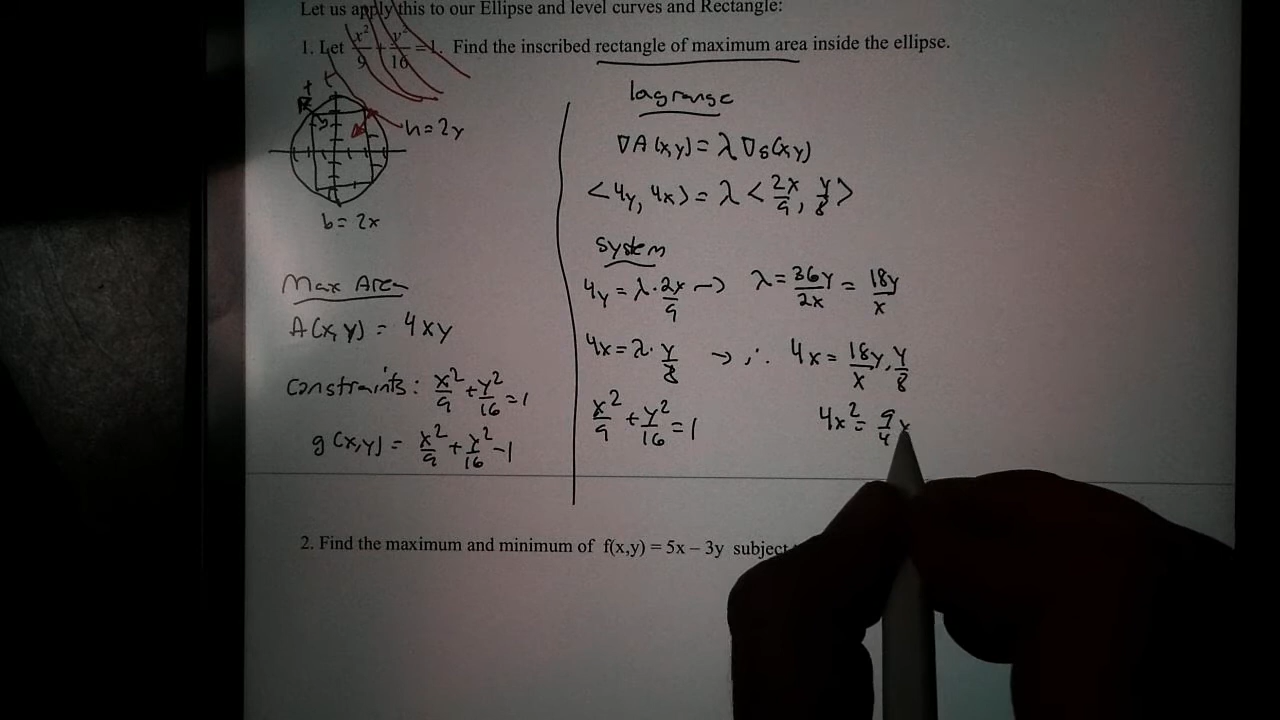 Let us apply this to our Ellipse and level curves and Rectangle:
1. Let x²/9 + y²/16 = 1. Find the inscribed rectangle of maximum area inside the ellipse.
h = 2y
b = 2x
Max Area
A(x,y) = 4xy
Constraints: x²/9 + y²/16 = 1
g(x,y) = x²/9 + y²/16 - 1
lagrange
∇A(x,y) = λ∇g(x,y)
<4y, 4x> = λ<2x/9, y/8>
System
4y = λ·2x/9 → λ = 36y/2x = 18y/x
4x = λ·y/8 → ∴ 4x = 18y/x · y/8
x²/9 + y²/16 = 1
4x² = 9/4
2. Find the maximum and minimum of f(x,y) = 5x – 3y subject